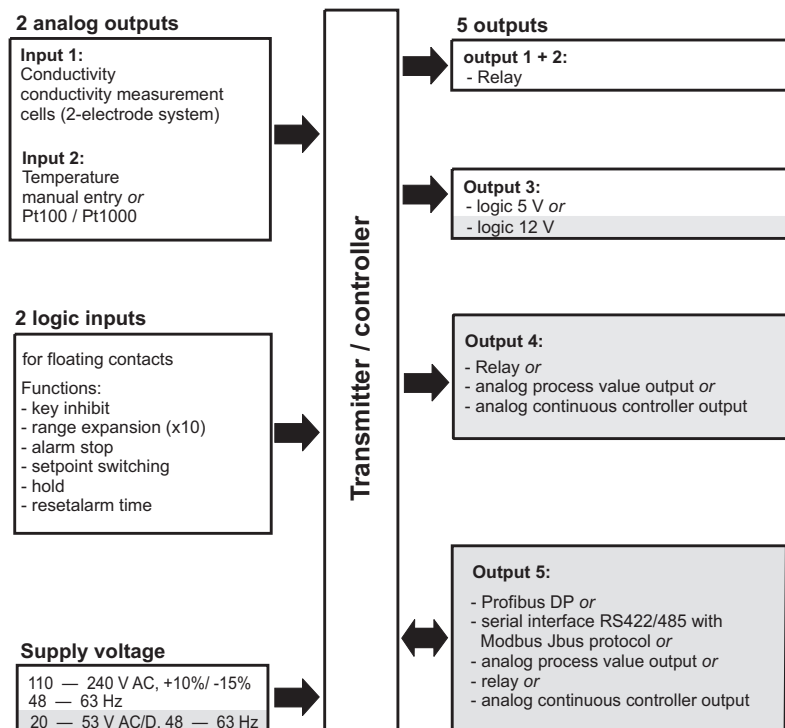 2 analog outputs
Input 1:
Conductivity
conductivity measurement
cells (2-electrode system)
Input 2:
Temperature
manual entry or
Pt100 / Pt1000
2 logic inputs
for floating contacts
Functions:
- key inhibit
- range expansion (x10)
- alarm stop
- setpoint switching
- hold
- resetalarm time
Supply voltage
110 — 240 V AC, +10%/ -15%
48 — 63 Hz
20 — 53 V AC/D, 48 — 63 Hz
Transmitter / controller
5 outputs
output 1 + 2:
- Relay
Output 3:
- logic 5 V or
- logic 12 V
Output 4:
- Relay or
- analog process value output or
- analog continuous controller output
Output 5:
- Profibus DP or
- serial interface RS422/485 with
Modbus Jbus protocol or
- analog process value output or
- relay or
- analog continuous controller output